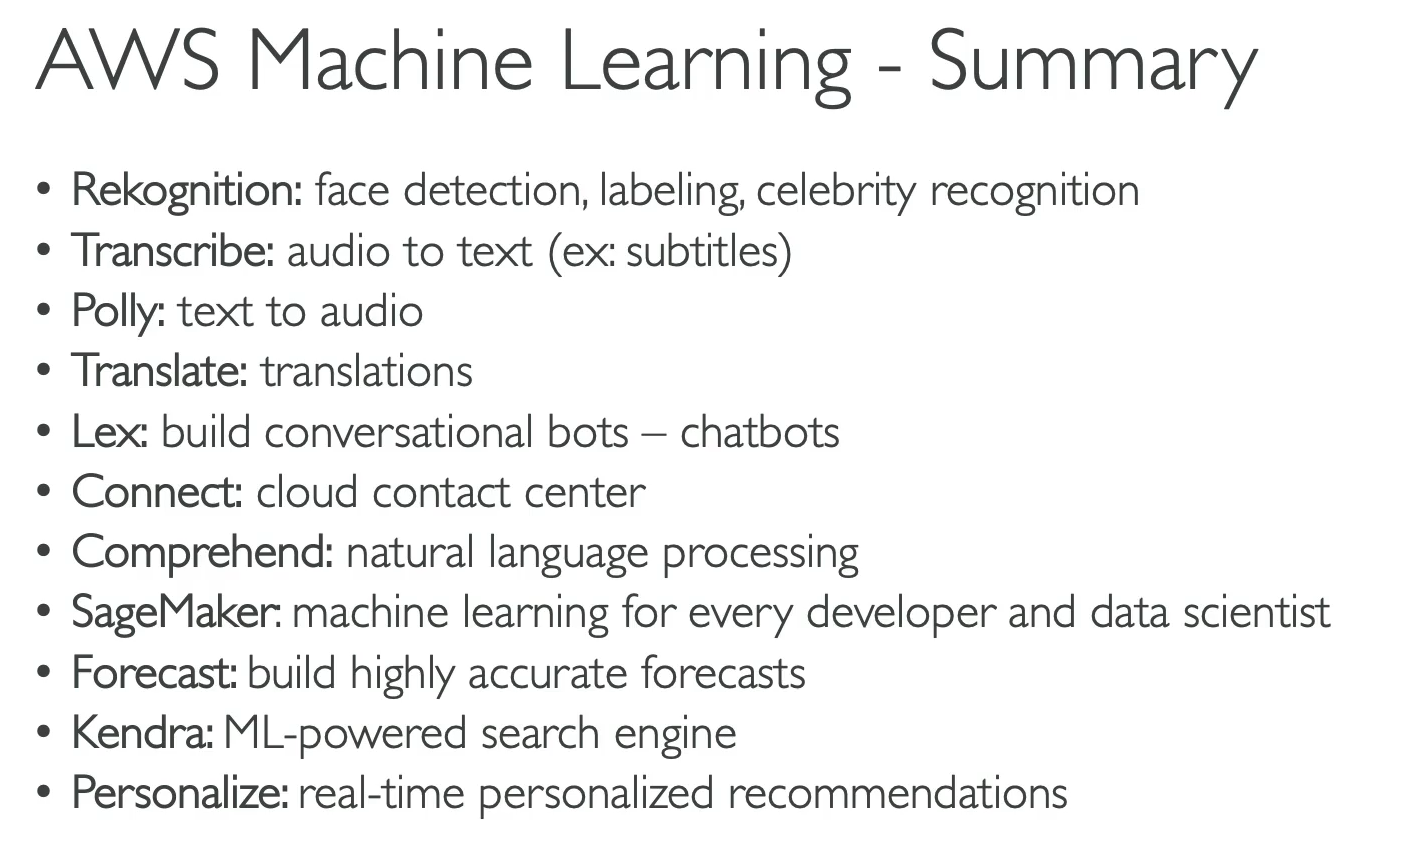 AWS Machine Learning - Summary
• Rekognition: face detection, labeling, celebrity recognition
• Transcribe: audio to text (ex: subtitles)
• Polly: text to audio
• Translate: translations
• Lex: build conversational bots – chatbots
• Connect: cloud contact center
• Comprehend: natural language processing
• SageMaker: machine learning for every developer and data scientist
• Forecast: build highly accurate forecasts
• Kendra: ML-powered search engine
• Personalize: real-time personalized recommendations